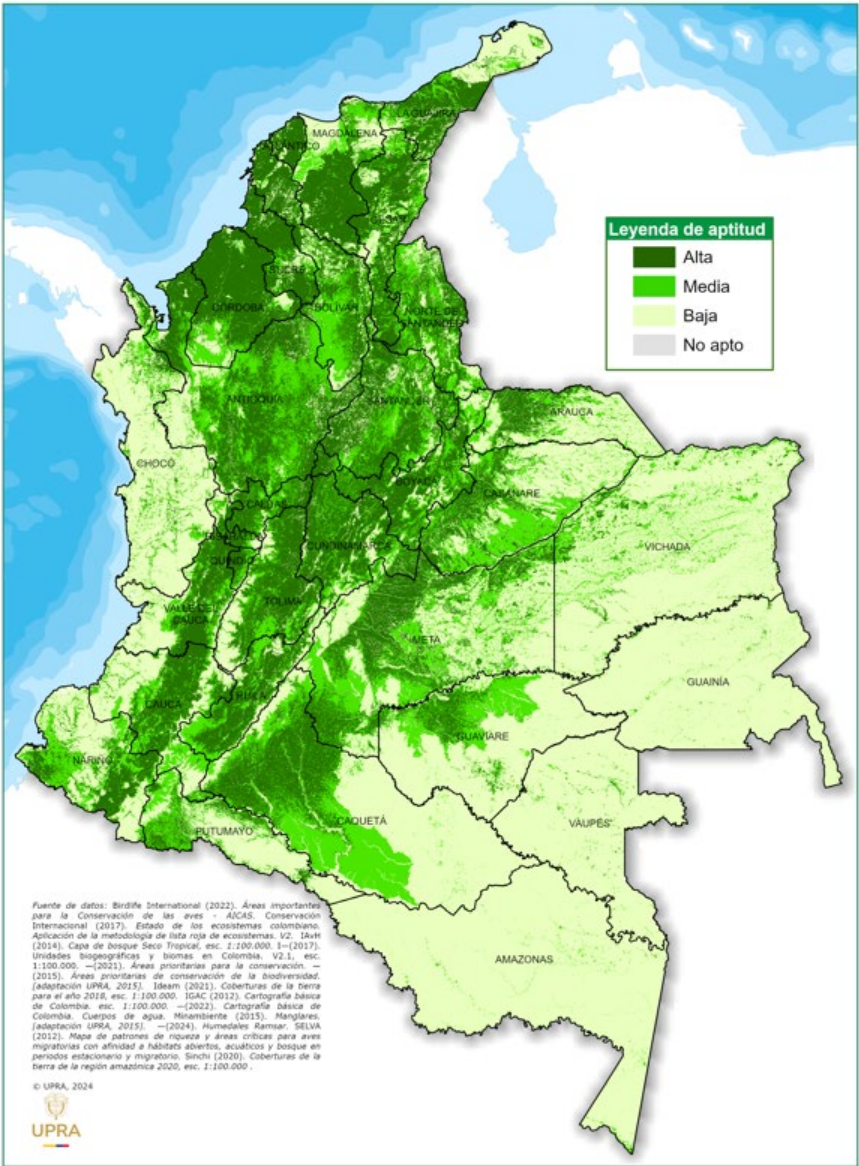 LA GUAJIRA
MAGDALENA
ATLÁNTICO
CESAR
Leyenda de aptitud
Alta
Media
Baja
No apto
SUCRE
CÓRDOBA
BOLÍVAR
NORTE DE
SANTANDER
ANTIOQUIA
SANTANDER
ARAUCA
CHOCÓ
BOYACÁ
CASANARE
CALDAS
RISARALDA
CUNDINAMARCA
VICHADA
QUINDÍO
TOLIMA
VALLE DEL
CAUCA
META
GUAINÍA
CAUCA
HUILA
GUAVIARE
NARIÑO
CAQUETÁ
VAUPÉS
PUTUMAYO
AMAZONAS
Fuente de datos: Birdlife International (2022). Áreas importantes
para la Conservación de las aves - AICAS. Conservación
Internacional (2017). Estado de los ecosistemas colombiano.
Aplicación de la metodología de lista roja de ecosistemas. V2. IAvH
(2014). Capa de bosque Seco Tropical, esc. 1:100.000. I—(2017).
Unidades biogeográficas y biomas en Colombia. V2.1, esc.
1:100.000. —(2021). Áreas prioritarias para la conservación. —
(2015). Áreas prioritarias de conservación de la biodiversidad.
[adaptación UPRA, 2015]. Ideam (2021). Coberturas de la tierra
para el año 2018, esc. 1:100.000. IGAC (2012). Cartografía básica
de Colombia. esc. 1:100.000. —(2022). Cartografía básica de
Colombia. Cuerpos de agua. Minambiente (2015). Manglares.
[adaptación UPRA, 2015]. —(2024). Humedales Ramsar. SELVA
(2012). Mapa de patrones de riqueza y áreas críticas para aves
migratorias con afinidad a hábitats abiertos, acuáticos y bosque en
periodos estacionario y migratorio. Sinchi (2020). Coberturas de la
tierra de la región amazónica 2020, esc. 1:100.000 .
© UPRA, 2024
UPRA